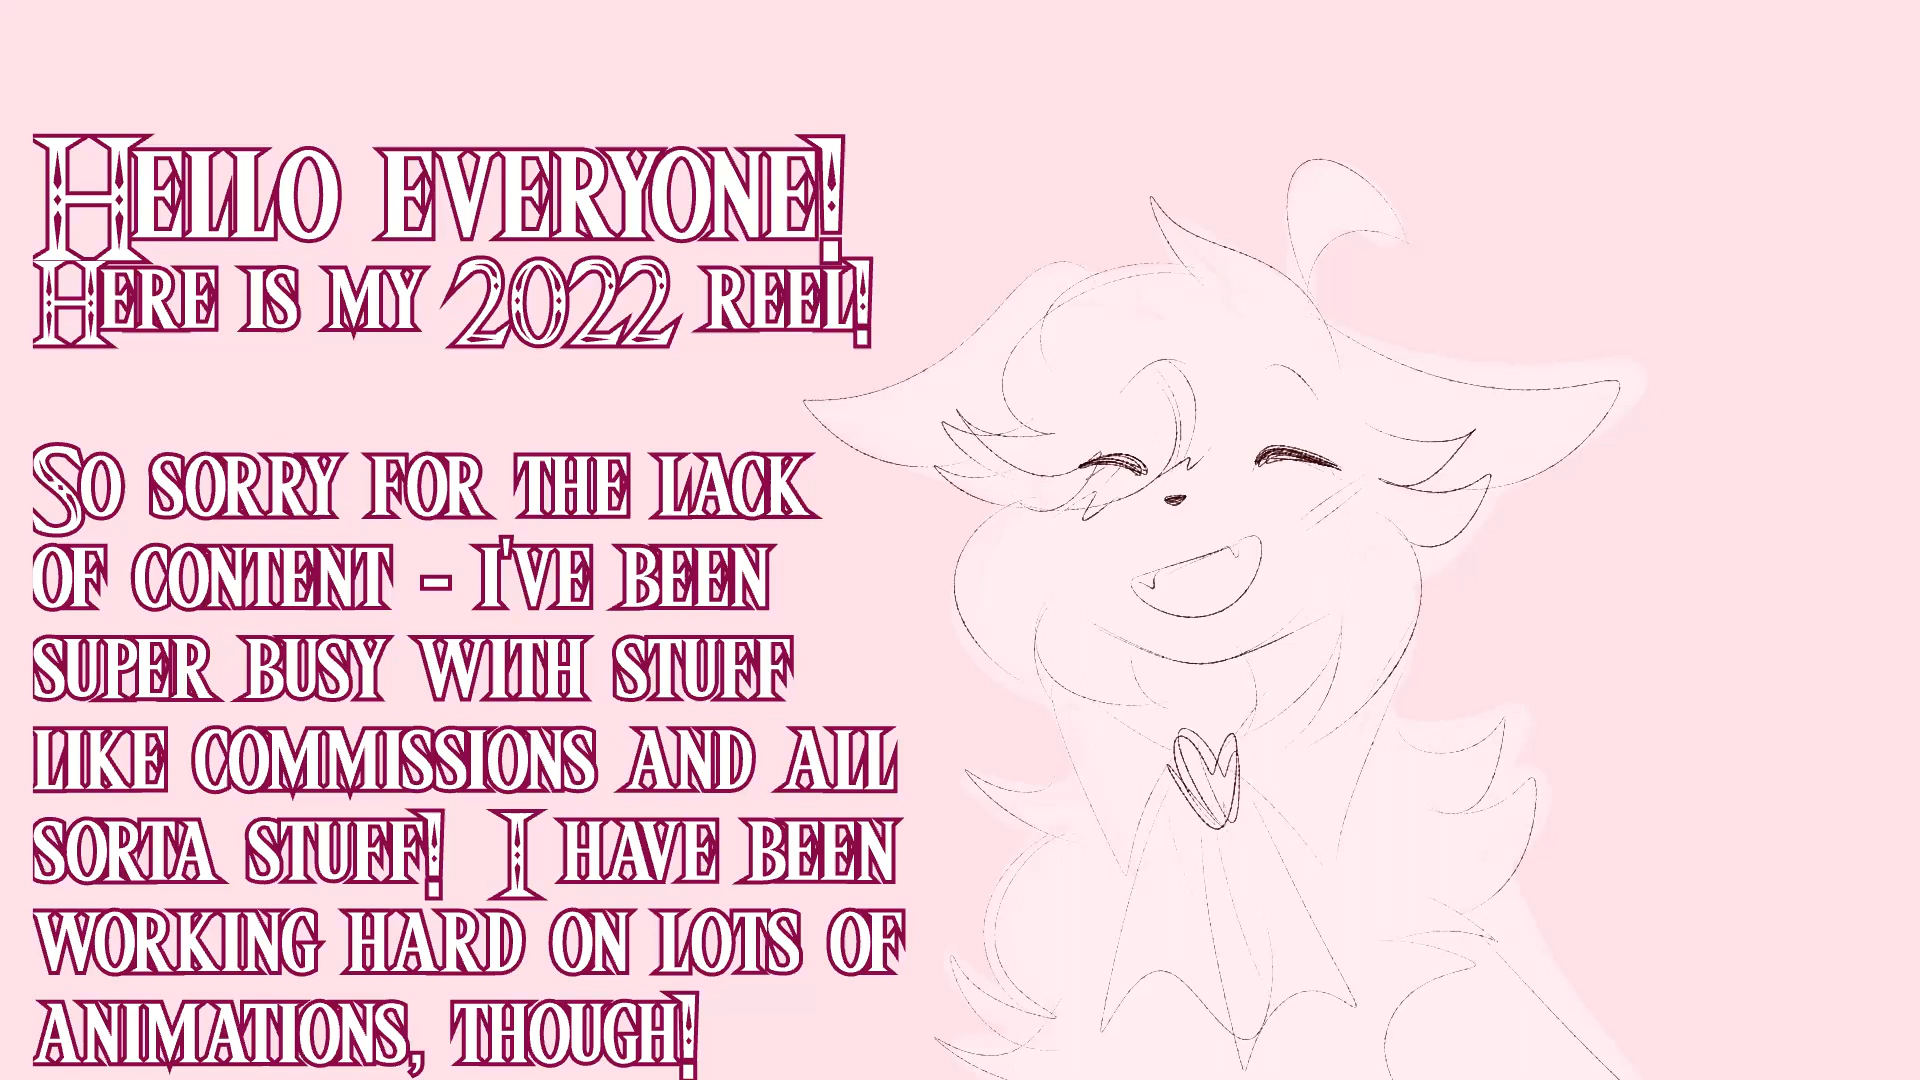 Hello everyone!
Here is my 2022 reel!
So sorry for the lack
of content - I've been
super busy with stuff
like commissions and all
sorta stuff! I have been
working hard on lots of
animations, though!